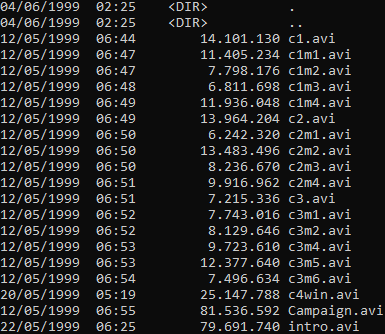 04/06/1999  02:25    <DIR>          .
04/06/1999  02:25    <DIR>          ..
12/05/1999  06:44        14.101.130 c1.avi
12/05/1999  06:47        11.405.234 c1m1.avi
12/05/1999  06:47         7.798.176 c1m2.avi
12/05/1999  06:48         6.811.698 c1m3.avi
12/05/1999  06:49        11.936.048 c1m4.avi
12/05/1999  06:49        13.964.204 c2.avi
12/05/1999  06:50         6.242.320 c2m1.avi
12/05/1999  06:50        13.483.496 c2m2.avi
12/05/1999  06:50         8.236.670 c2m3.avi
12/05/1999  06:51         9.916.962 c2m4.avi
12/05/1999  06:51         7.215.336 c3.avi
12/05/1999  06:52         7.743.016 c3m1.avi
12/05/1999  06:52         8.129.646 c3m2.avi
12/05/1999  06:53         9.723.610 c3m4.avi
12/05/1999  06:53        12.377.640 c3m5.avi
12/05/1999  06:54         7.496.634 c3m6.avi
20/05/1999  05:19        25.147.788 c4win.avi
12/05/1999  06:55        81.536.592 Campaign.avi
22/05/1999  06:25        79.691.740 intro.avi